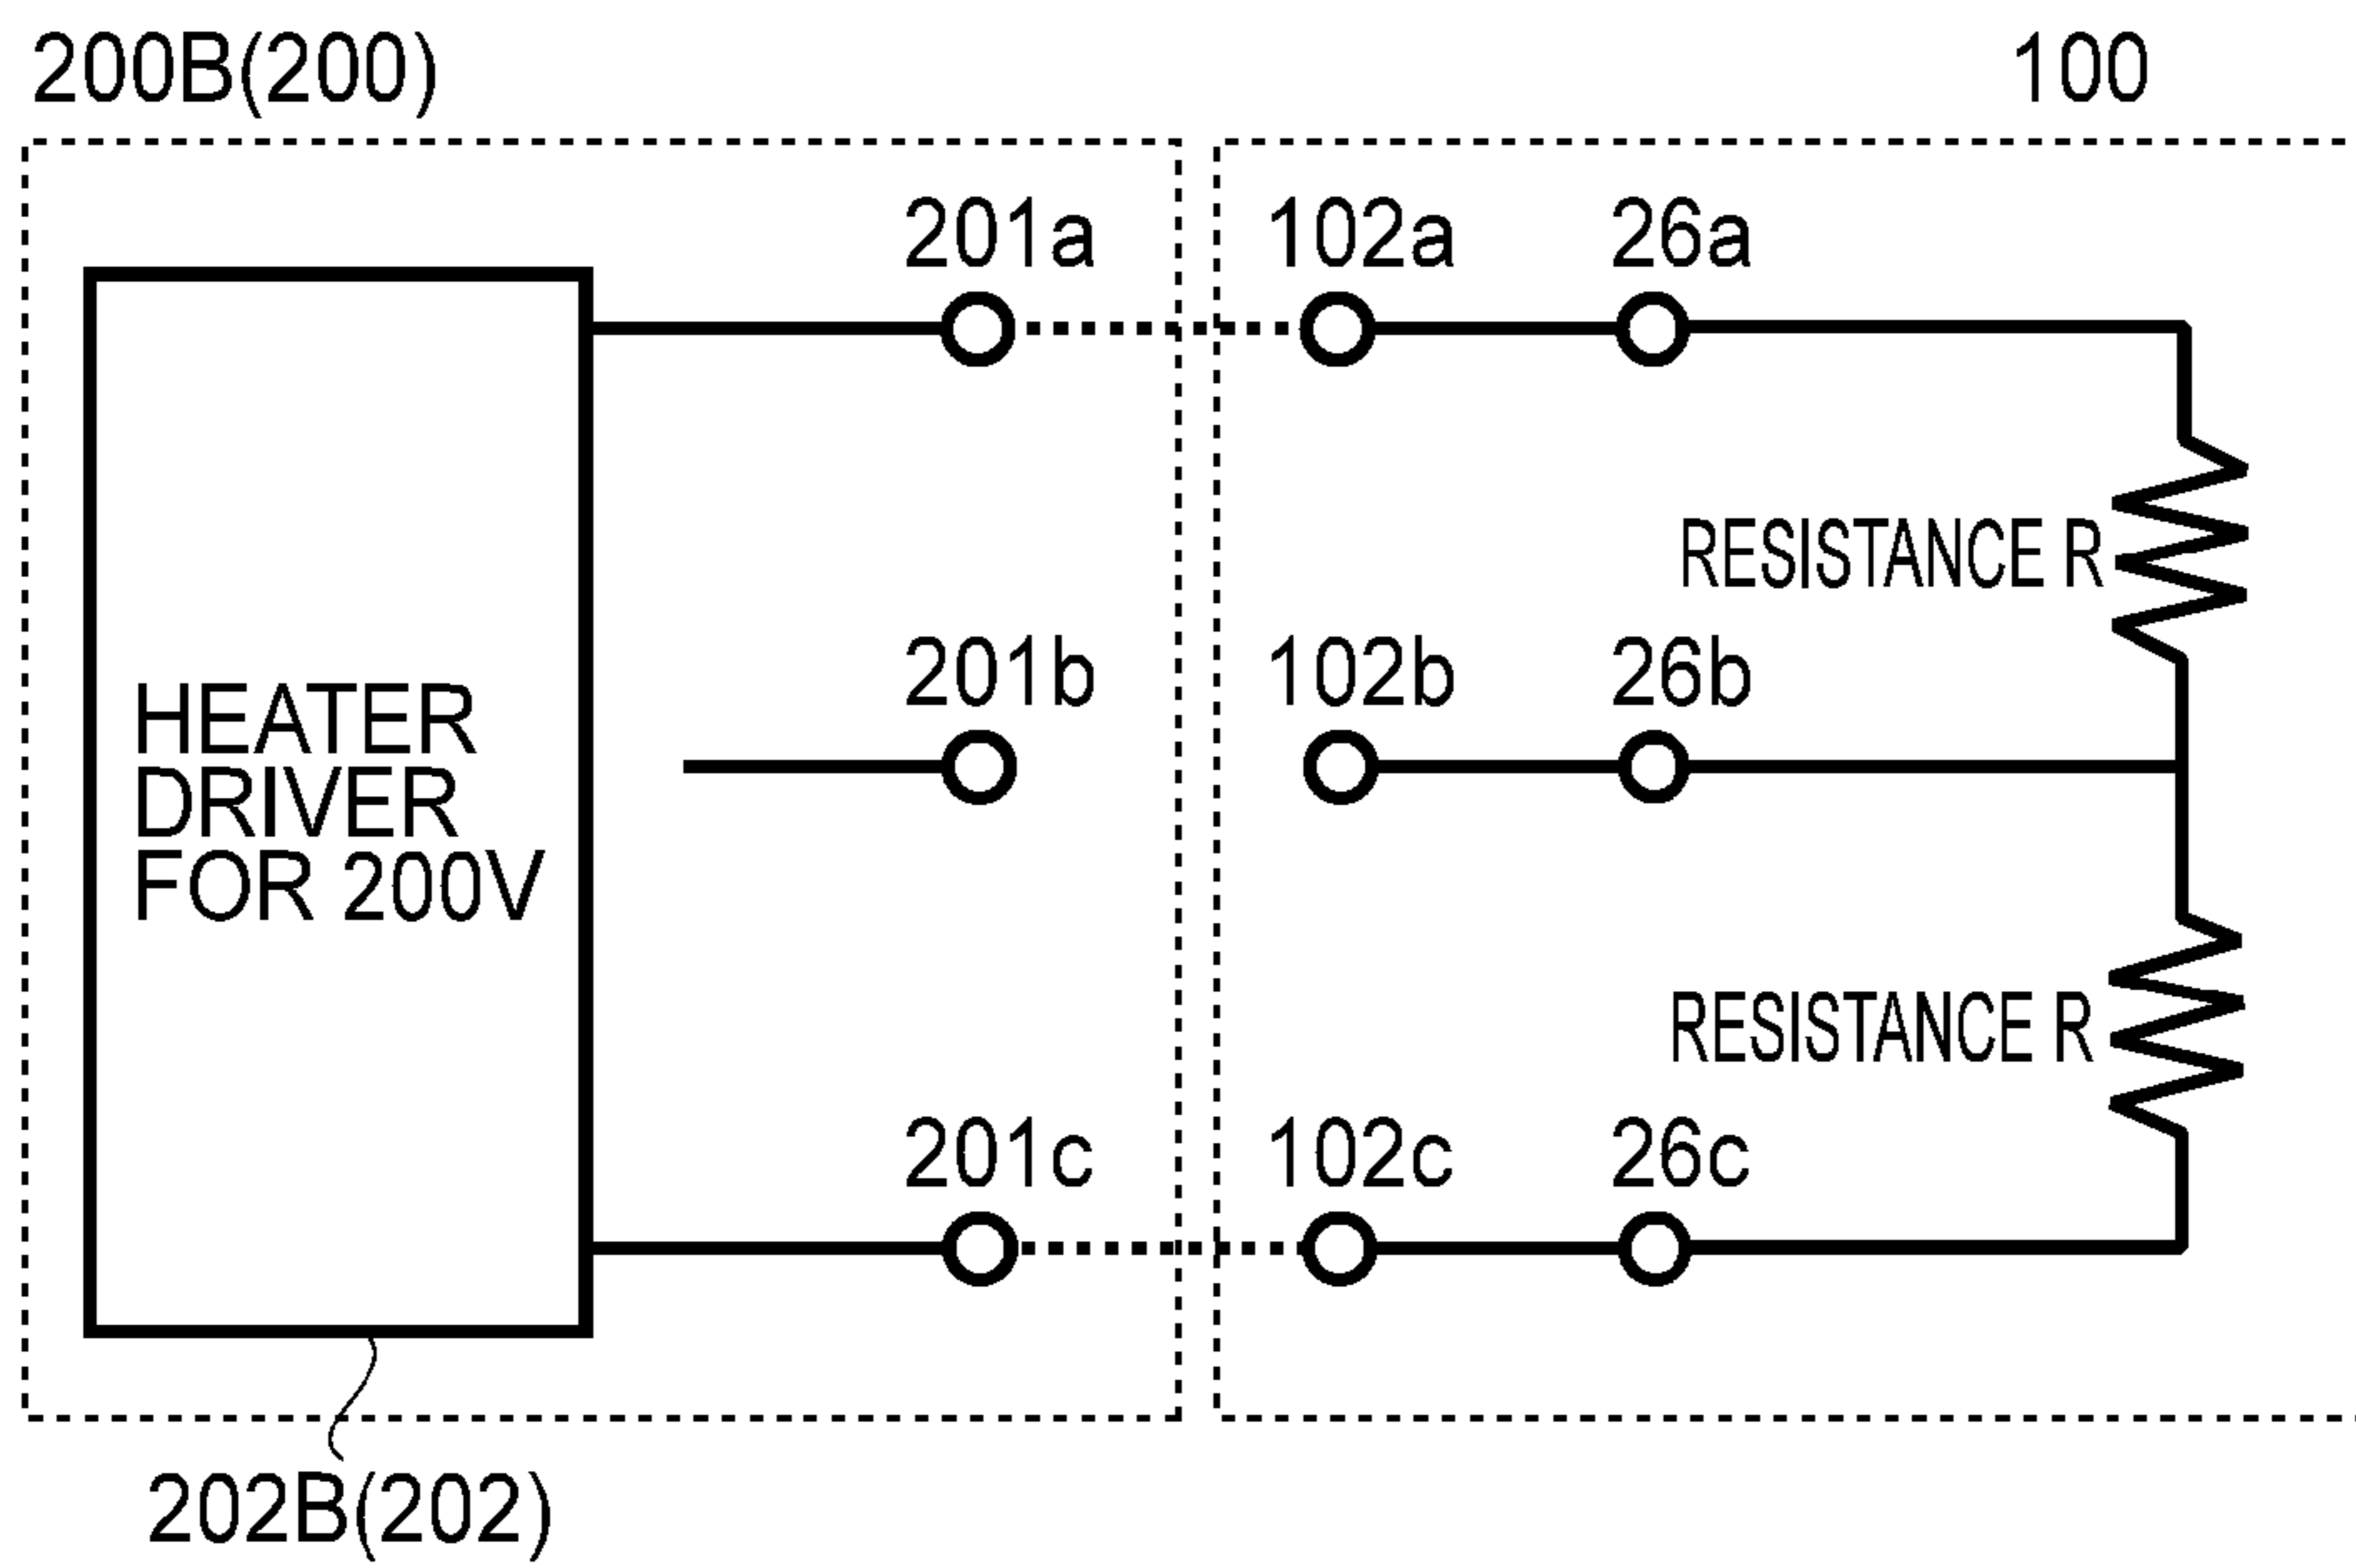 200B(200)
100
201a
102a
26a
RESISTANCE R
201b
102b
26b
HEATER
DRIVER
FOR 200V
RESISTANCE R
201c
102c
26c
202B(202)